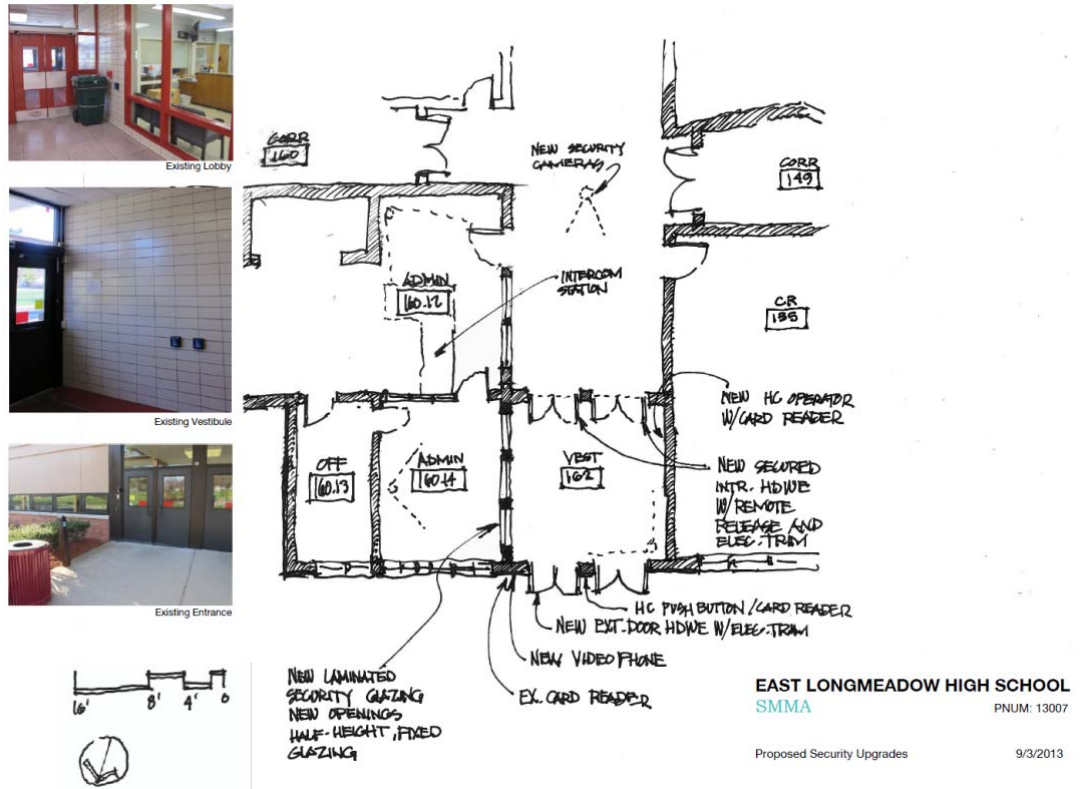 Existing Lobby
Existing Vestibule
Existing Entrance
CORR
160
NEW SECURITY
CAMERAS
CORR
149
ADMIN
160.12
INTERCOM
STATION
CR
155
NEW HC OPERATOR
W/CARD READER
OFF
160.13
ADMIN
160.14
VEST
162
NEW SECURED
INTR. HDWE
W/REMOTE
RELEASE AND
ELEC. TRIM
HC PUSH BUTTON / CARD READER
NEW EXT. DOOR HDWE W/ELEC. TRIM
NEW VIDEO PHONE
EX. CARD READER
NEW LAMINATED
SECURITY GLAZING
NEW OPENINGS
HALF-HEIGHT, FIXED
GLAZING
16' 8' 4' 0
EAST LONGMEADOW HIGH SCHOOL
SMMA PNUM: 13007
Proposed Security Upgrades 9/3/2013